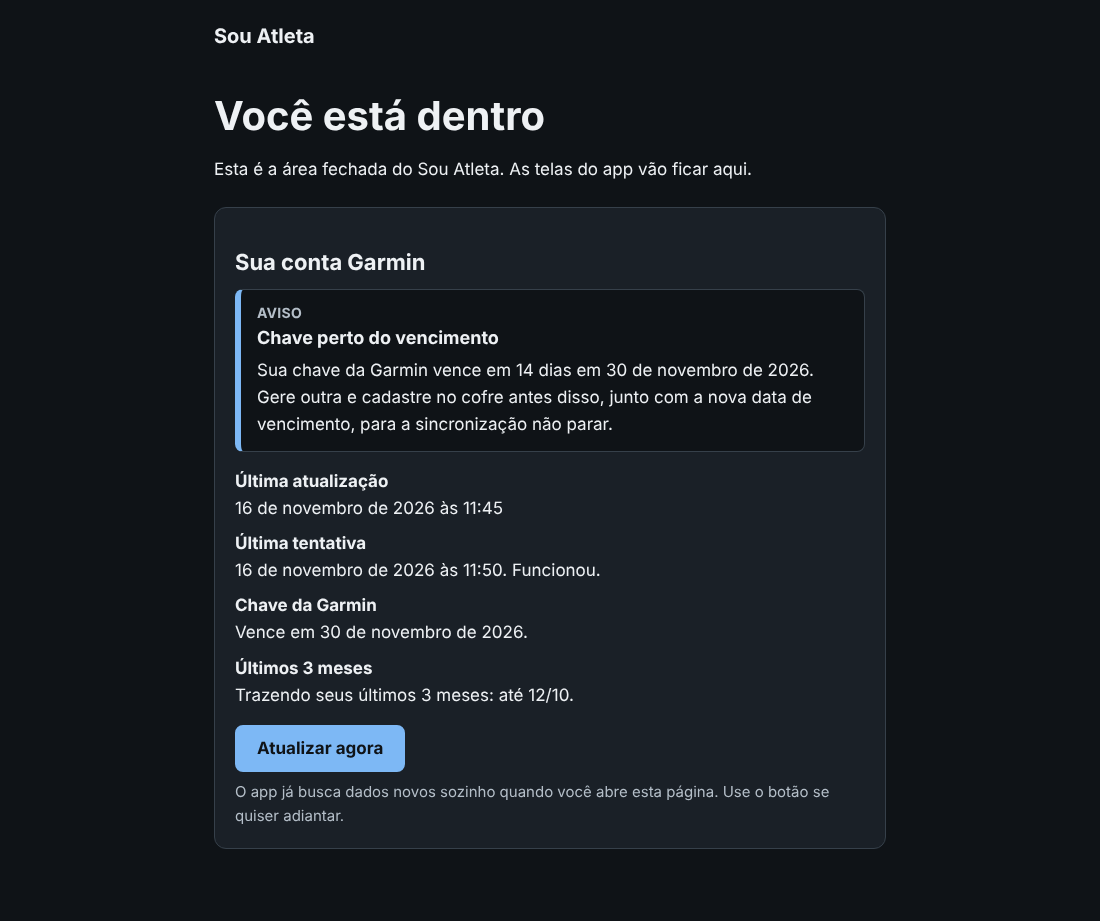 Sou Atleta
Você está dentro
Esta é a área fechada do Sou Atleta. As telas do app vão ficar aqui.
Sua conta Garmin
AVISO
Chave perto do vencimento
Sua chave da Garmin vence em 14 dias em 30 de novembro de 2026.
Gere outra e cadastre no cofre antes disso, junto com a nova data de
vencimento, para a sincronização não parar.
Última atualização
16 de novembro de 2026 às 11:45
Última tentativa
16 de novembro de 2026 às 11:50. Funcionou.
Chave da Garmin
Vence em 30 de novembro de 2026.
Últimos 3 meses
Trazendo seus últimos 3 meses: até 12/10.
Atualizar agora
O app já busca dados novos sozinho quando você abre esta página. Use o botão se
quiser adiantar.